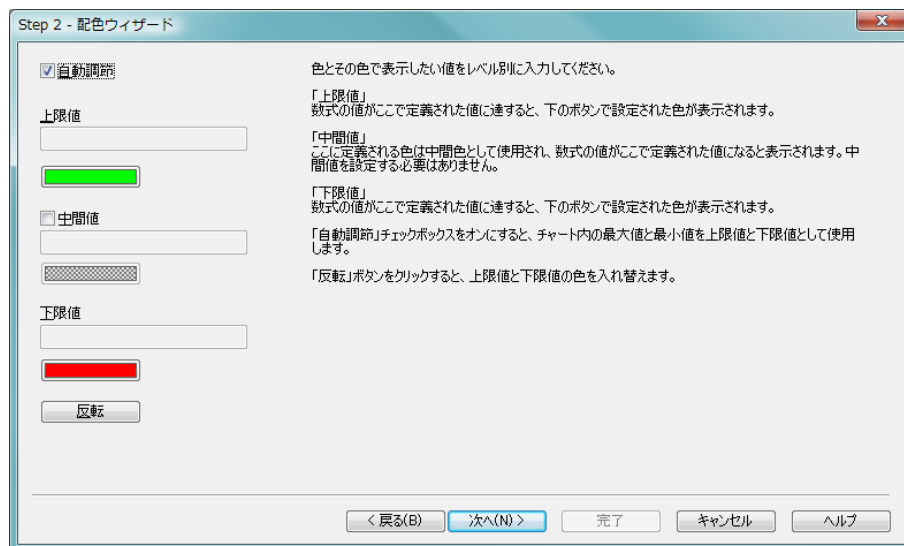 Step 2 - 配色ウィザード
自動調節
上限値
中間値
下限値
反転
色とその色で表示したい値をレベル別に入力してください。
「上限値」
数式の値がここで定義された値に達すると、下のボタンで設定された色が表示されます。
「中間値」
ここに定義される色は中間色として使用され、数式の値がここで定義された値になると表示されます。中
間値を設定する必要はありません。
「下限値」
数式の値がここで定義された値に達すると、下のボタンで設定された色が表示されます。
「自動調節」チェックボックスをオンにすると、チャート内の最大値と最小値を上限値と下限値として使用
します。
「反転」ボタンをクリックすると、上限値と下限値の色を入れ替えます。
< 戻る(B)
次へ(N) >
完了
キャンセル
ヘルプ